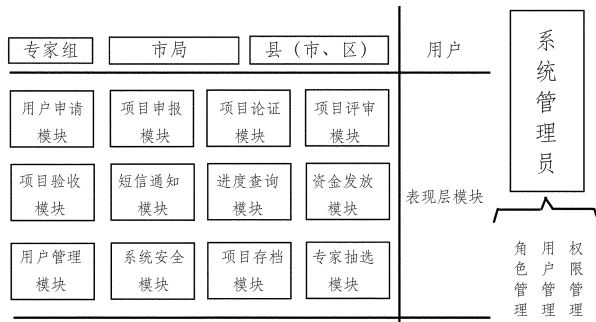 专家组 市局 县（市、区） 用户
系统管理员
用户申请 项目申报 项目论证 项目评审
模块 模块 模块 模块
项目验收 短信通知 进度查询 资金发放
模块 模块 模块 模块
表现层模块
用户管理 系统安全 项目存档 专家抽选
模块 模块 模块 模块
角色管理
用户管理
权限管理